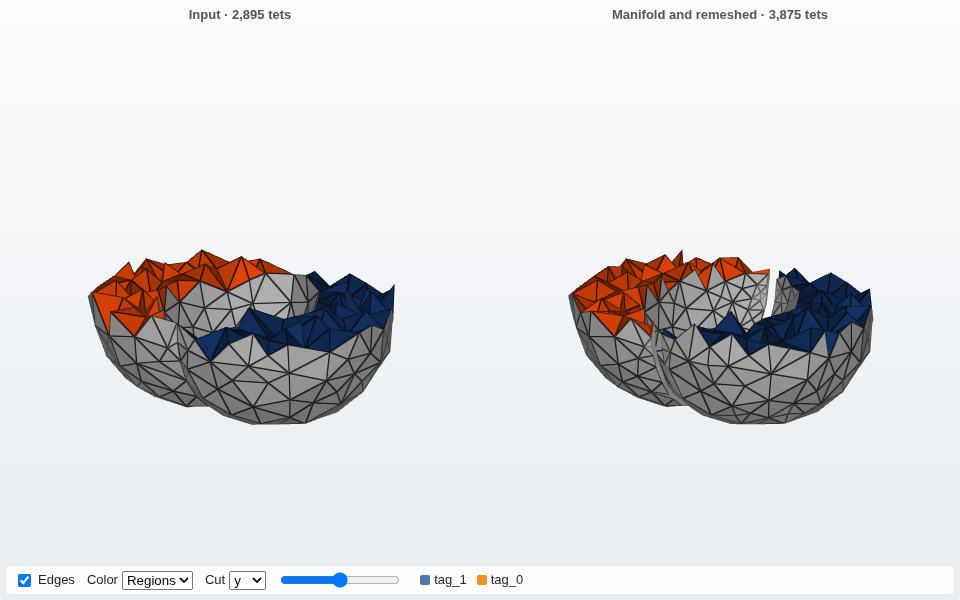 Input · 2,895 tets
Manifold and remeshed · 3,875 tets
Edges Color Regions Cut y tag_1 tag_0